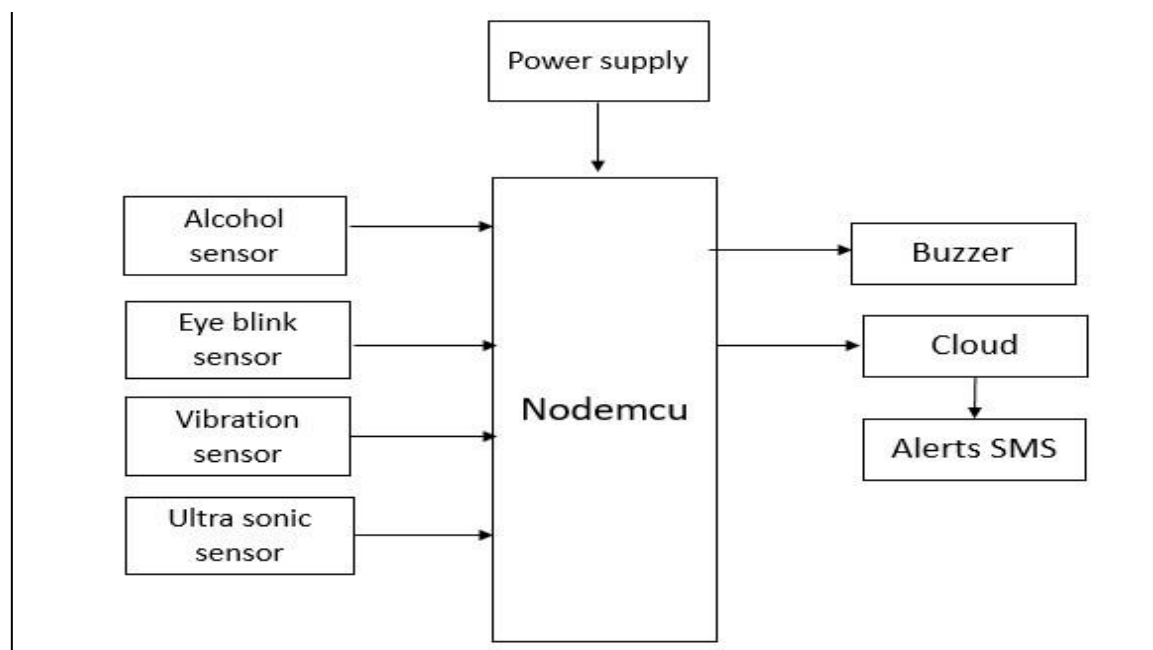 Power supply
Alcohol
sensor
Eye blink
sensor
Vibration
sensor
Ultra sonic
sensor
Nodemcu
Buzzer
Cloud
Alerts SMS